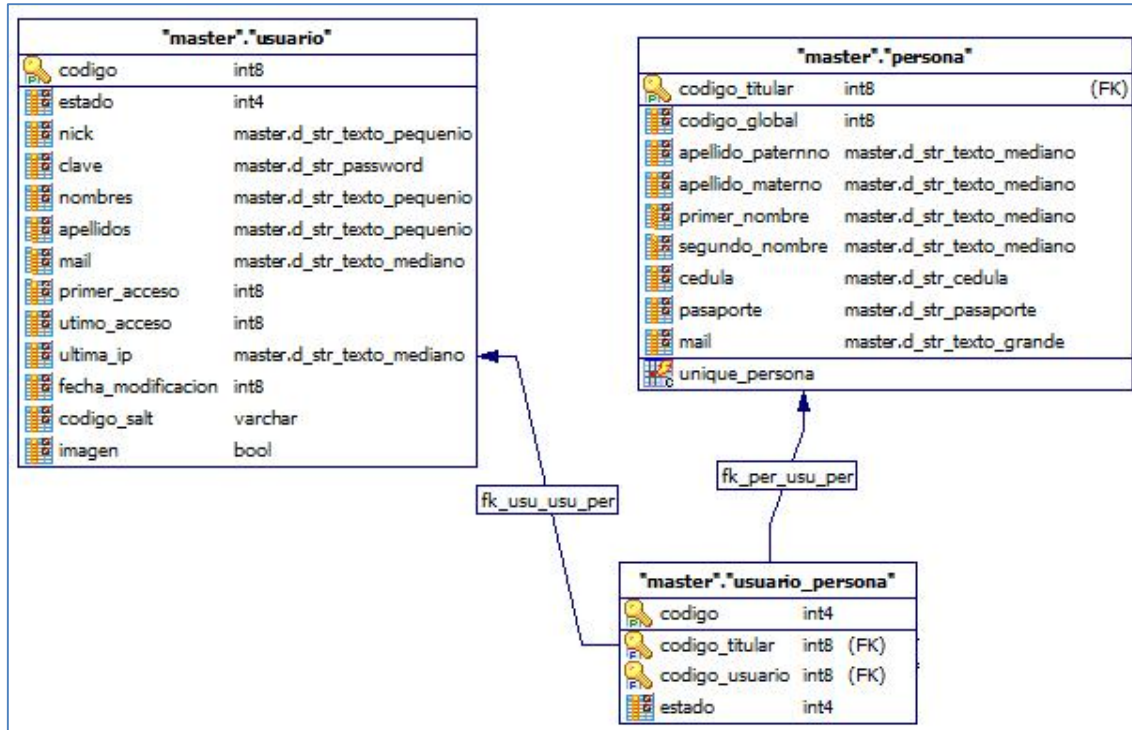 "master"."usuario"
codigo int8
estado int4
nick master.d_str_texto_pequenio
clave master.d_str_password
nombres master.d_str_texto_pequenio
apellidos master.d_str_texto_pequenio
mail master.d_str_texto_mediano
primer_acceso int8
utimo_acceso int8
ultima_ip master.d_str_texto_mediano
fecha_modificacion int8
codigo_salt varchar
imagen bool
"master"."persona"
codigo_titular int8 (FK)
codigo_global int8
apellido_paternno master.d_str_texto_mediano
apellido_materno master.d_str_texto_mediano
primer_nombre master.d_str_texto_mediano
segundo_nombre master.d_str_texto_mediano
cedula master.d_str_cedula
pasaporte master.d_str_pasaporte
mail master.d_str_texto_grande
unique_persona
fk_per_usu_per
fk_usu_usu_per
"master"."usuario_persona"
codigo int4
codigo_titular int8 (FK)
codigo_usuario int8 (FK)
estado int4